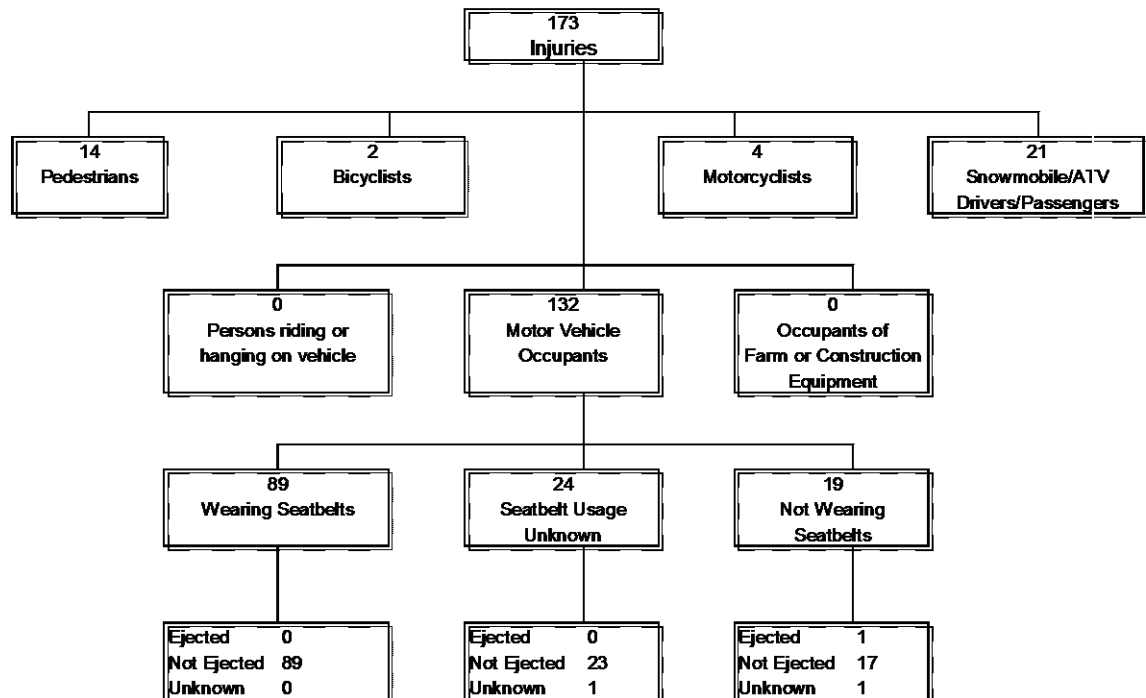 173
Injuries
14
Pedestrians
2
Bicyclists
4
Motorcyclists
21
Snowmobile/ATV
Drivers/Passengers
0
Persons riding or
hanging on vehicle
132
Motor Vehicle
Occupants
0
Occupants of
Farm or Construction
Equipment
89
Wearing Seatbelts
24
Seatbelt Usage
Unknown
19
Not Wearing
Seatbelts
Ejected 0
Not Ejected 89
Unknown 0
Ejected 0
Not Ejected 23
Unknown 1
Ejected 1
Not Ejected 17
Unknown 1